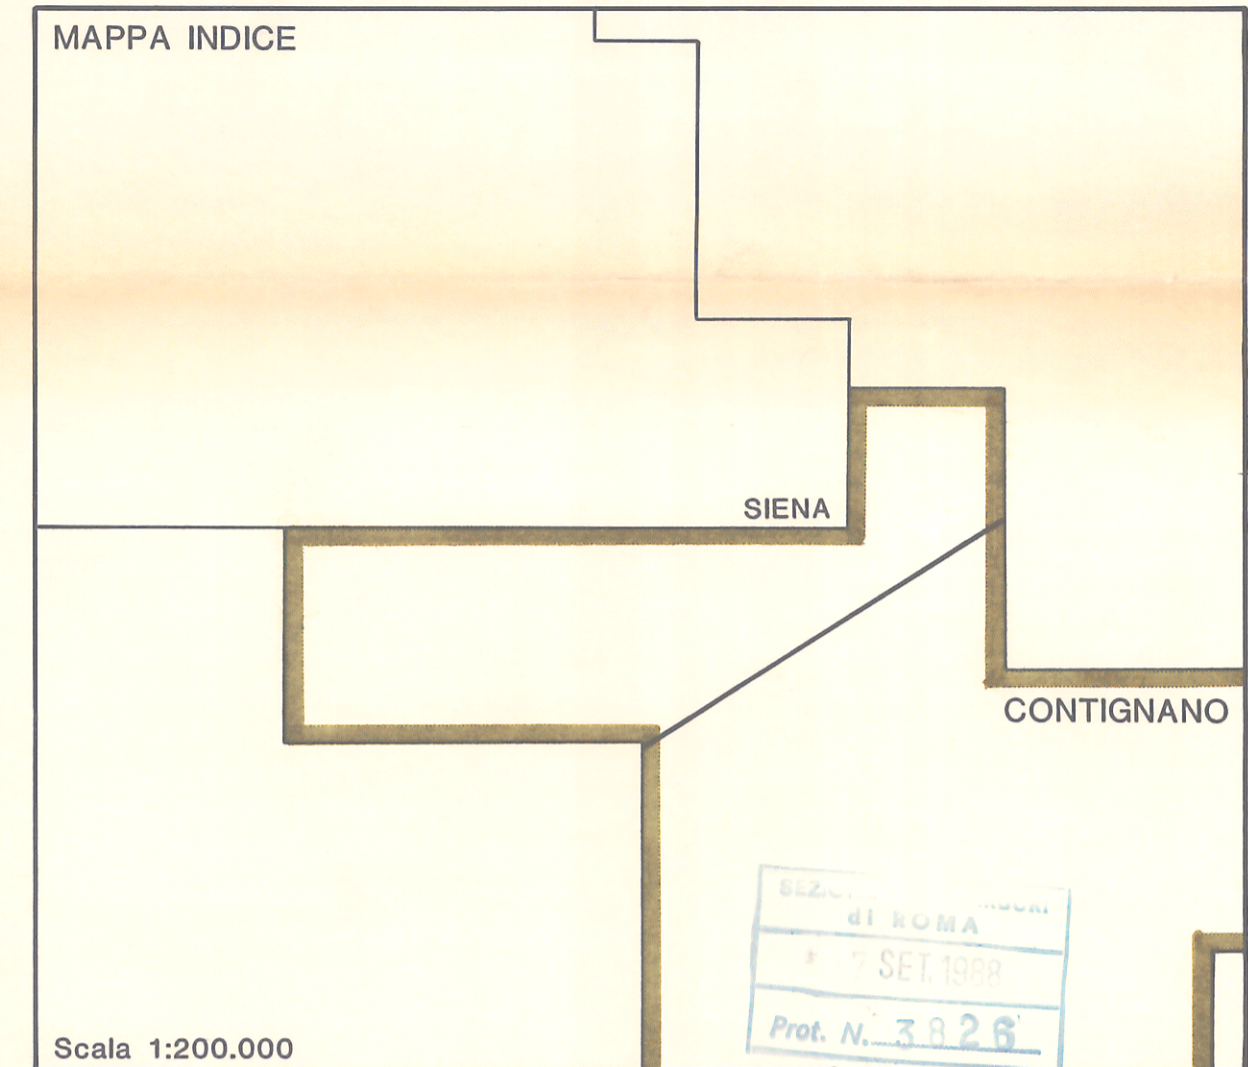 MAPPA INDICE
SIENA
CONTIGNANO
di ROMA
7 SET. 1988
Prot. N. 3826
Scala 1:200.000